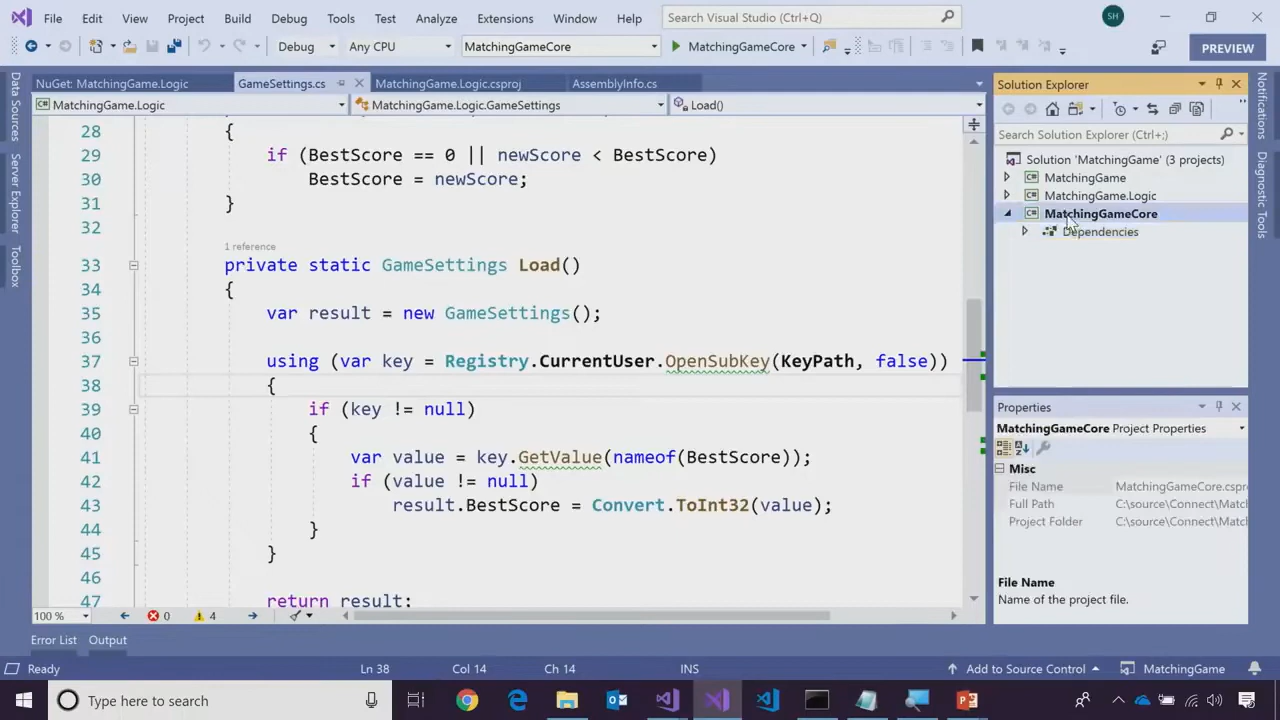 File Edit View Project Build Debug Tools Test Analyze Extensions Window Help Search Visual Studio (Ctrl+Q) SH
Debug Any CPU MatchingGameCore MatchingGameCore PREVIEW
NuGet: MatchingGame.Logic GameSettings.cs MatchingGame.Logic.csproj AssemblyInfo.cs
MatchingGame.Logic MatchingGame.Logic.GameSettings Load()
Data Sources
Server Explorer
Toolbox
28 {
29 if (BestScore == 0 || newScore < BestScore)
30 BestScore = newScore;
31 }
32
1 reference
33 private static GameSettings Load()
34 {
35 var result = new GameSettings();
36
37 using (var key = Registry.CurrentUser.OpenSubKey(KeyPath, false))
38 {
39 if (key != null)
40 {
41 var value = key.GetValue(nameof(BestScore));
42 if (value != null)
43 result.BestScore = Convert.ToInt32(value);
44 }
45 }
46
47 return result;
100 % 0 4
Error List Output
Solution Explorer
Search Solution Explorer (Ctrl+;)
Solution 'MatchingGame' (3 projects)
C# MatchingGame
C# MatchingGame.Logic
C# MatchingGameCore
Dependencies
Properties
MatchingGameCore Project Properties
Misc
File Name MatchingGameCore.cspr
Full Path C:\source\Connect\Matc
Project Folder C:\source\Connect\Matc
File Name
Name of the project file.
Notifications
Diagnostic Tools
Ready Ln 38 Col 14 Ch 14 INS Add to Source Control MatchingGame
Type here to search